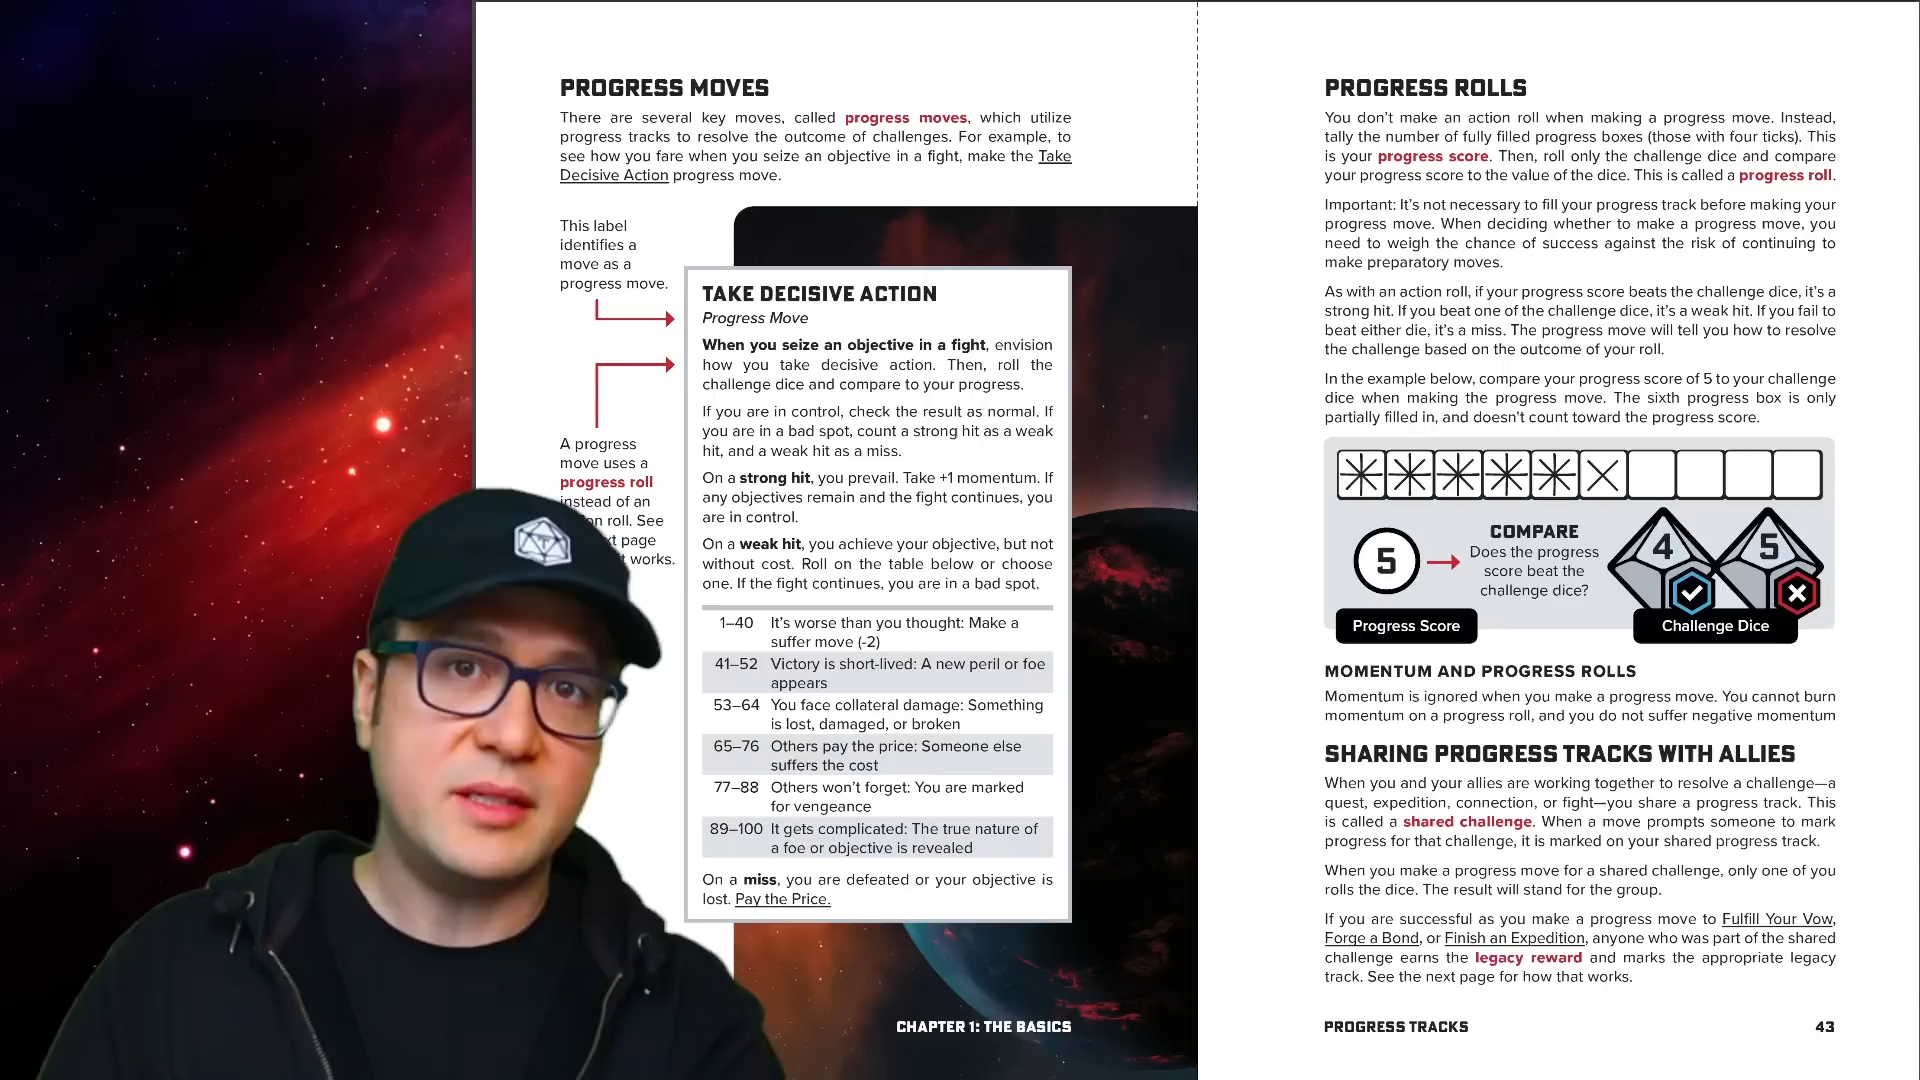 PROGRESS MOVES
There are several key moves, called progress moves, which utilize
progress tracks to resolve the outcome of challenges. For example, to
see how you fare when you seize an objective in a fight, make the Take
Decisive Action progress move.
This label
identifies a
move as a
progress move.
A progress
move uses a
progress roll
instead of an
on roll. See
xt page
t works.
TAKE DECISIVE ACTION
Progress Move
When you seize an objective in a fight, envision
how you take decisive action. Then, roll the
challenge dice and compare to your progress.
If you are in control, check the result as normal. If
you are in a bad spot, count a strong hit as a weak
hit, and a weak hit as a miss.
On a strong hit, you prevail. Take +1 momentum. If
any objectives remain and the fight continues, you
are in control.
On a weak hit, you achieve your objective, but not
without cost. Roll on the table below or choose
one. If the fight continues, you are in a bad spot.
1–40 It's worse than you thought: Make a
suffer move (-2)
41–52 Victory is short-lived: A new peril or foe
appears
53–64 You face collateral damage: Something
is lost, damaged, or broken
65–76 Others pay the price: Someone else
suffers the cost
77–88 Others won't forget: You are marked
for vengeance
89–100 It gets complicated: The true nature of
a foe or objective is revealed
On a miss, you are defeated or your objective is
lost. Pay the Price.
CHAPTER 1: THE BASICS
PROGRESS ROLLS
You don't make an action roll when making a progress move. Instead,
tally the number of fully filled progress boxes (those with four ticks). This
is your progress score. Then, roll only the challenge dice and compare
your progress score to the value of the dice. This is called a progress roll.
Important: It's not necessary to fill your progress track before making your
progress move. When deciding whether to make a progress move, you
need to weigh the chance of success against the risk of continuing to
make preparatory moves.
As with an action roll, if your progress score beats the challenge dice, it's a
strong hit. If you beat one of the challenge dice, it's a weak hit. If you fail to
beat either die, it's a miss. The progress move will tell you how to resolve
the challenge based on the outcome of your roll.
In the example below, compare your progress score of 5 to your challenge
dice when making the progress move. The sixth progress box is only
partially filled in, and doesn't count toward the progress score.
5
COMPARE
Does the progress
score beat the
challenge dice?
4 5
Progress Score
Challenge Dice
MOMENTUM AND PROGRESS ROLLS
Momentum is ignored when you make a progress move. You cannot burn
momentum on a progress roll, and you do not suffer negative momentum
SHARING PROGRESS TRACKS WITH ALLIES
When you and your allies are working together to resolve a challenge—a
quest, expedition, connection, or fight—you share a progress track. This
is called a shared challenge. When a move prompts someone to mark
progress for that challenge, it is marked on your shared progress track.
When you make a progress move for a shared challenge, only one of you
rolls the dice. The result will stand for the group.
If you are successful as you make a progress move to Fulfill Your Vow,
Forge a Bond, or Finish an Expedition, anyone who was part of the shared
challenge earns the legacy reward and marks the appropriate legacy
track. See the next page for how that works.
PROGRESS TRACKS 43